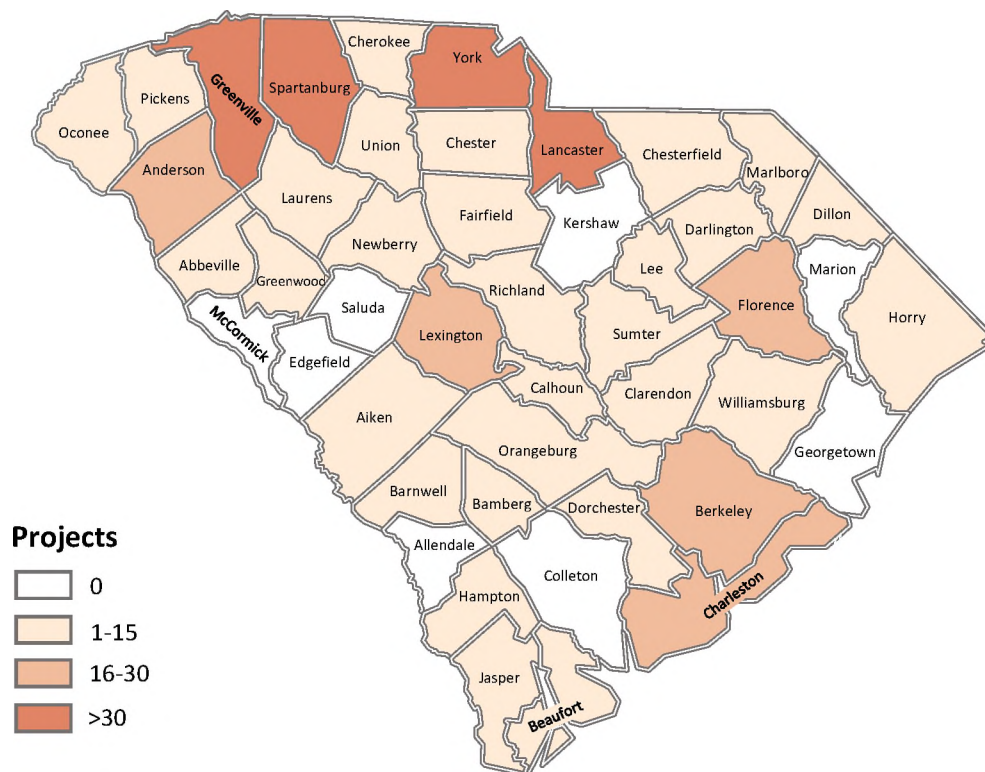 Cherokee
York
Greenville
Spartanburg
Pickens
Oconee
Union
Chester
Lancaster
Chesterfield
Marlboro
Anderson
Laurens
Fairfield
Kershaw
Dillon
Darlington
Newberry
Abbeville
Greenwood
Lee
Marion
Richland
Saluda
Florence
Horry
McCormick
Lexington
Sumter
Edgefield
Calhoun
Clarendon
Williamsburg
Aiken
Orangeburg
Georgetown
Barnwell
Bamberg
Dorchester
Berkeley
Allendale
Colleton
Charleston
Hampton
Jasper
Beaufort
Projects
0
1-15
16-30
>30